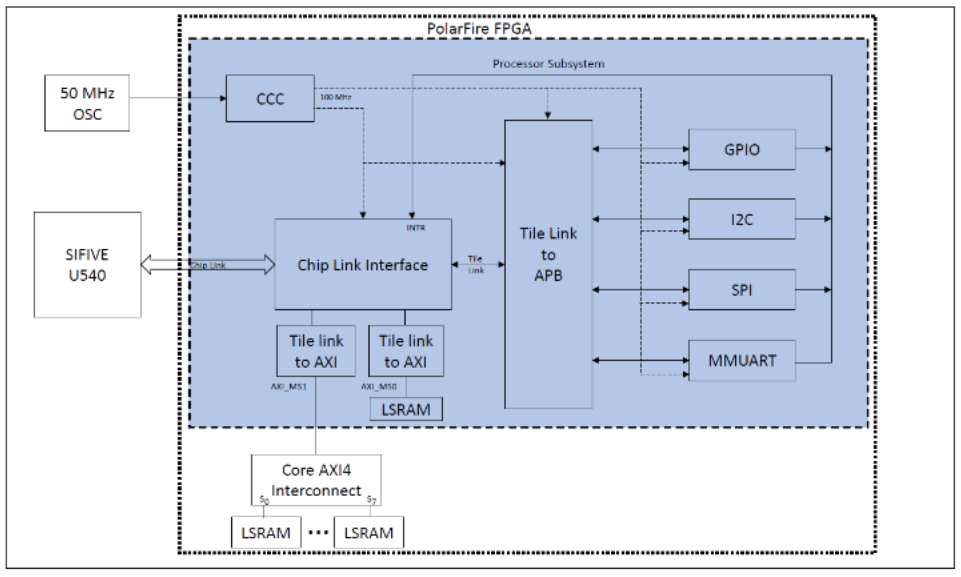 PolarFire FPGA
Processor Subsystem
50 MHz
OSC
CCC
100 MHz
GPIO
I2C
SPI
MMUART
SIFIVE
U540
Chip Link
INTR
Chip Link Interface
Tile
Link
Tile Link
to
APB
Tile link
to AXI
Tile link
to AXI
AXI_MS1
AXI_MS0
LSRAM
Core AXI4
Interconnect
S0
S7
LSRAM
•••
LSRAM